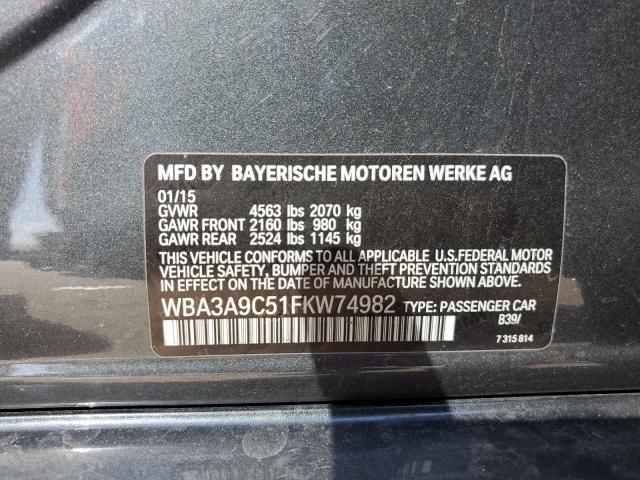 MFD BY BAYERISCHE MOTOREN WERKE AG
01/15
GVWR 4563 lbs 2070 kg
GAWR FRONT 2160 lbs 980 kg
GAWR REAR 2524 lbs 1145 kg
THIS VEHICLE CONFORMS TO ALL APPLICABLE U.S.FEDERAL MOTOR
VEHICLE SAFETY, BUMPER AND THEFT PREVENTION STANDARDS
IN EFFECT ON THE DATE OF MANUFACTURE SHOWN ABOVE
WBA3A9C51FKW74982 TYPE: PASSENGER CAR
B39/
7 315 814